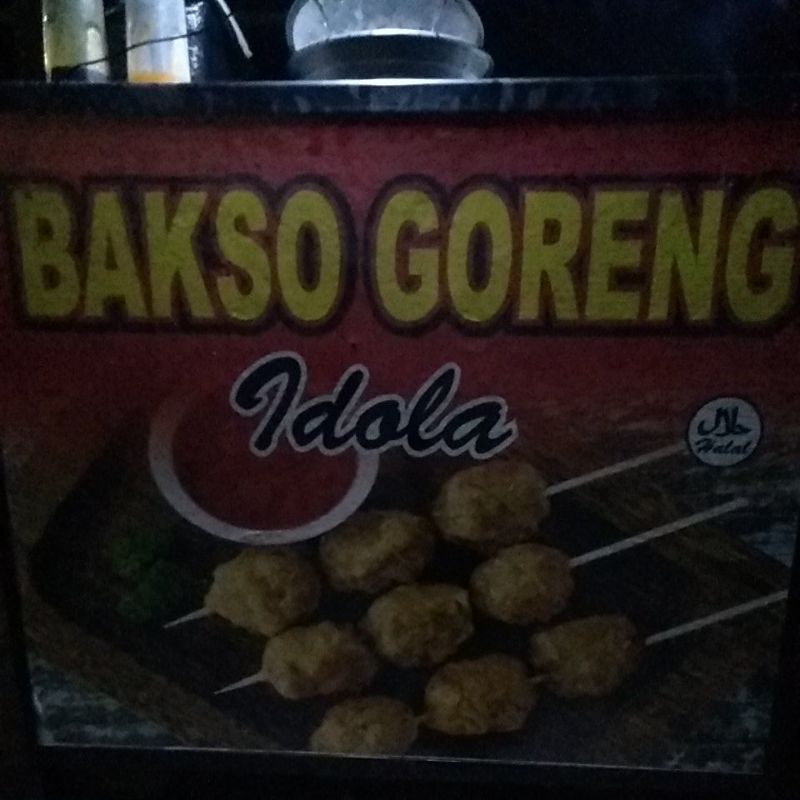 BAKSO GORENG
Idola
حلال
Halal